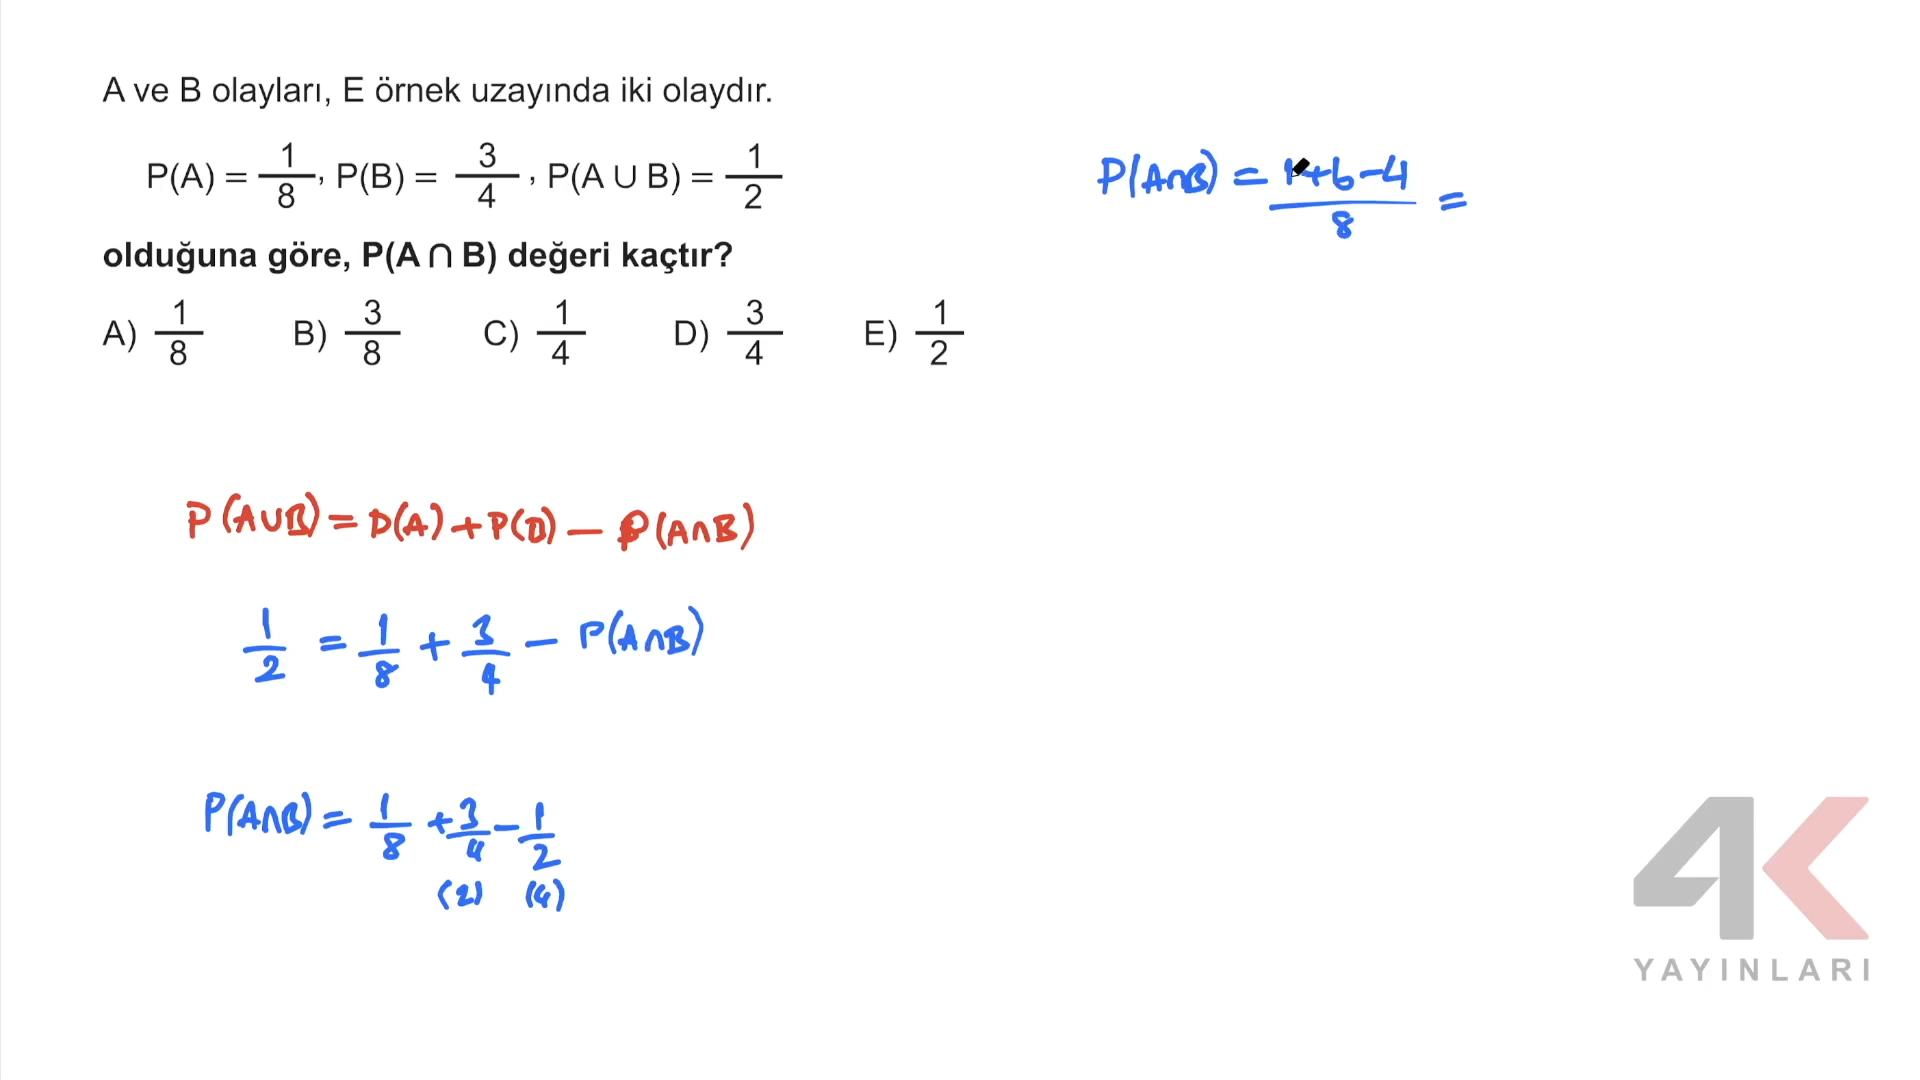 A ve B olayları, E örnek uzayında iki olaydır.
P(A) = 1/8, P(B) = 3/4, P(A ∪ B) = 1/2
olduğuna göre, P(A ∩ B) değeri kaçtır?
A) 1/8 B) 3/8 C) 1/4 D) 3/4 E) 1/2
P(A∩B) = (1+6-4)/8 =
P(A∪B) = P(A) + P(B) - P(A∩B)
1/2 = 1/8 + 3/4 - P(A∩B)
P(A∩B) = 1/8 + 3/4 - 1/2
(2) (4)
4K
YAYINLARI